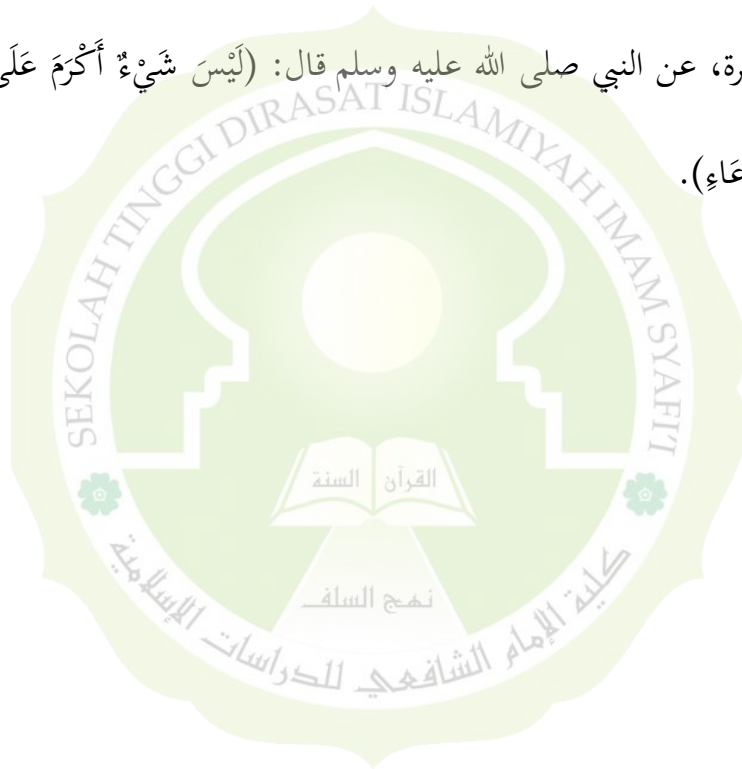 رة، عن النبي صلى الله عليه وسلم قال: (لَيْسَ شَيْءٌ أَكْرَمَ عَلَى
عَاءِ).
SEKOLAH TINGGI DIRASAT ISLAMIYAH IMAM SYAFI'I
القرآن السنة
نهج السلف
كلية الإمام الشافعي للدراسات الإسلامية